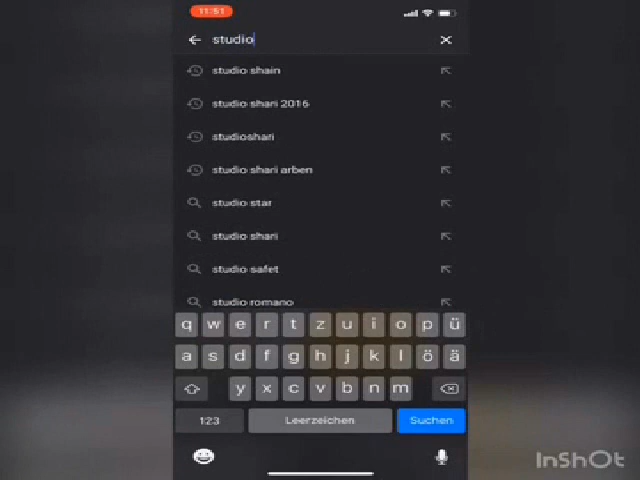 11:51
studio
studio shain
studio shari 2016
studioshari
studio shari arben
studio star
studio shari
studio safet
studio romano
q w e r t z u i o p ü
a s d f g h j k l ö ä
y x c v b n m
123 Leerzeichen Suchen
InShOt